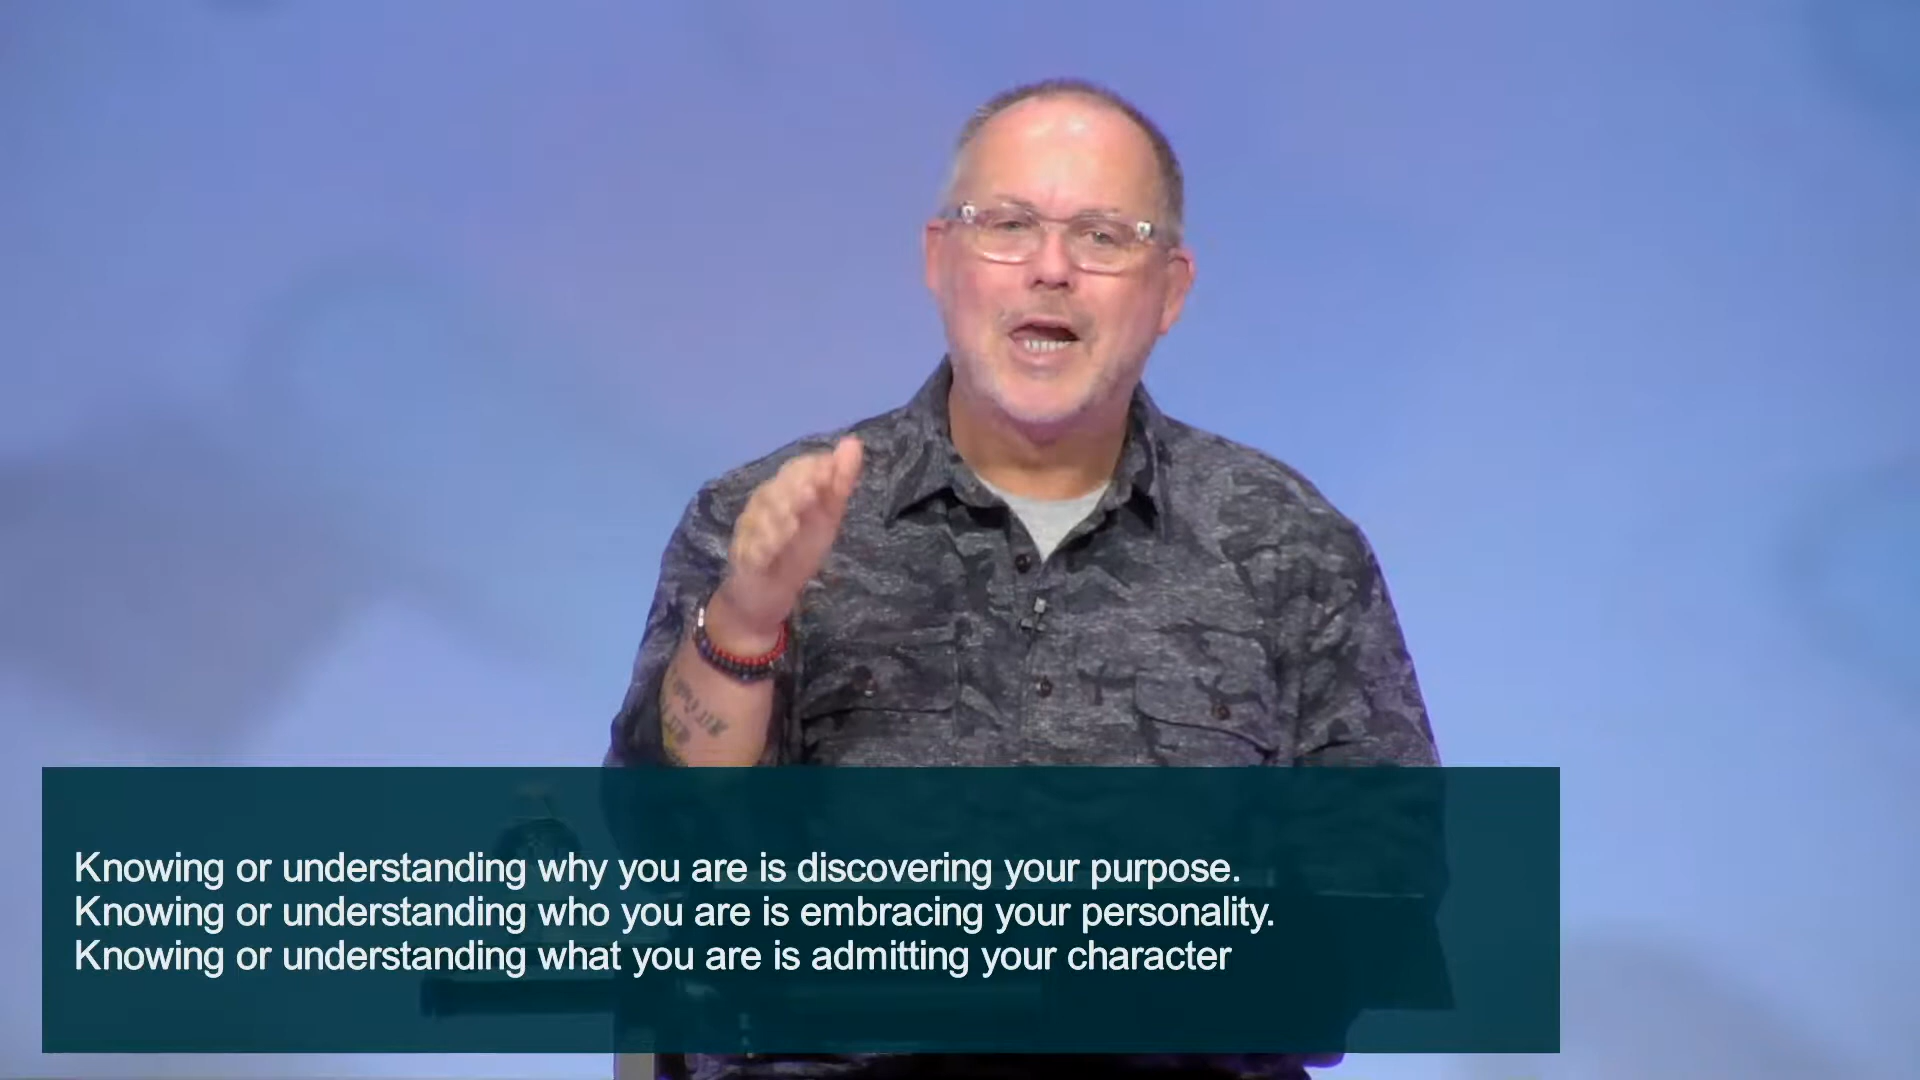 Knowing or understanding why you are is discovering your purpose.
Knowing or understanding who you are is embracing your personality.
Knowing or understanding what you are is admitting your character